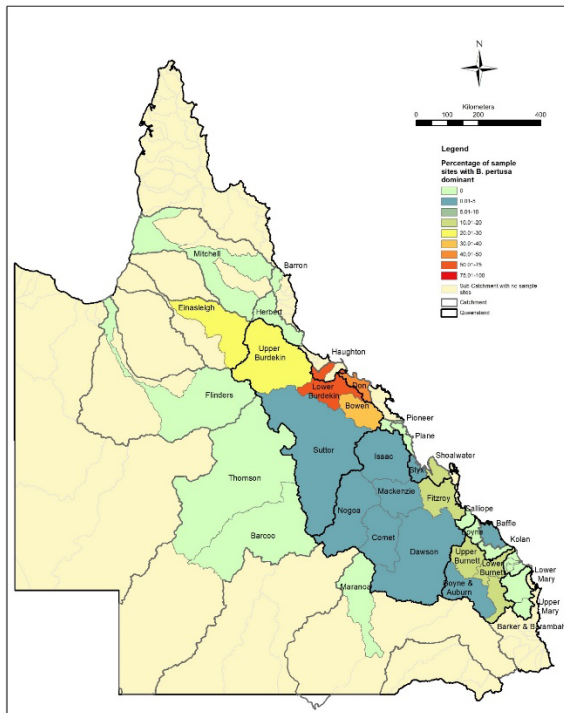 N
Kilometers
0 100 200 400
Legend
Percentage of sample
sites with B. pertusa
dominant
0
0.01-5
5.01-10
10.01-20
20.01-30
30.01-40
40.01-50
50.01-75
75.01-100
Sub Catchment with no sample
sites
Catchment
Queensland
Mitchell
Barron
Einasleigh
Herbert
Upper
Burdekin
Haughton
Flinders
Lower
Burdekin
Don
Bowen
Pioneer
Plane
Suttor
Isaac
Styx
Shoalwater
Thomson
Mackenzie
Fitzroy
Nogoa
Calliope
Barcoo
Comet
Dawson
Boyne
Baffle
Kolan
Upper
Burnett
Lower
Burnett
Lower
Mary
Maranoa
Boyne &
Auburn
Upper
Mary
Barker & Barambah